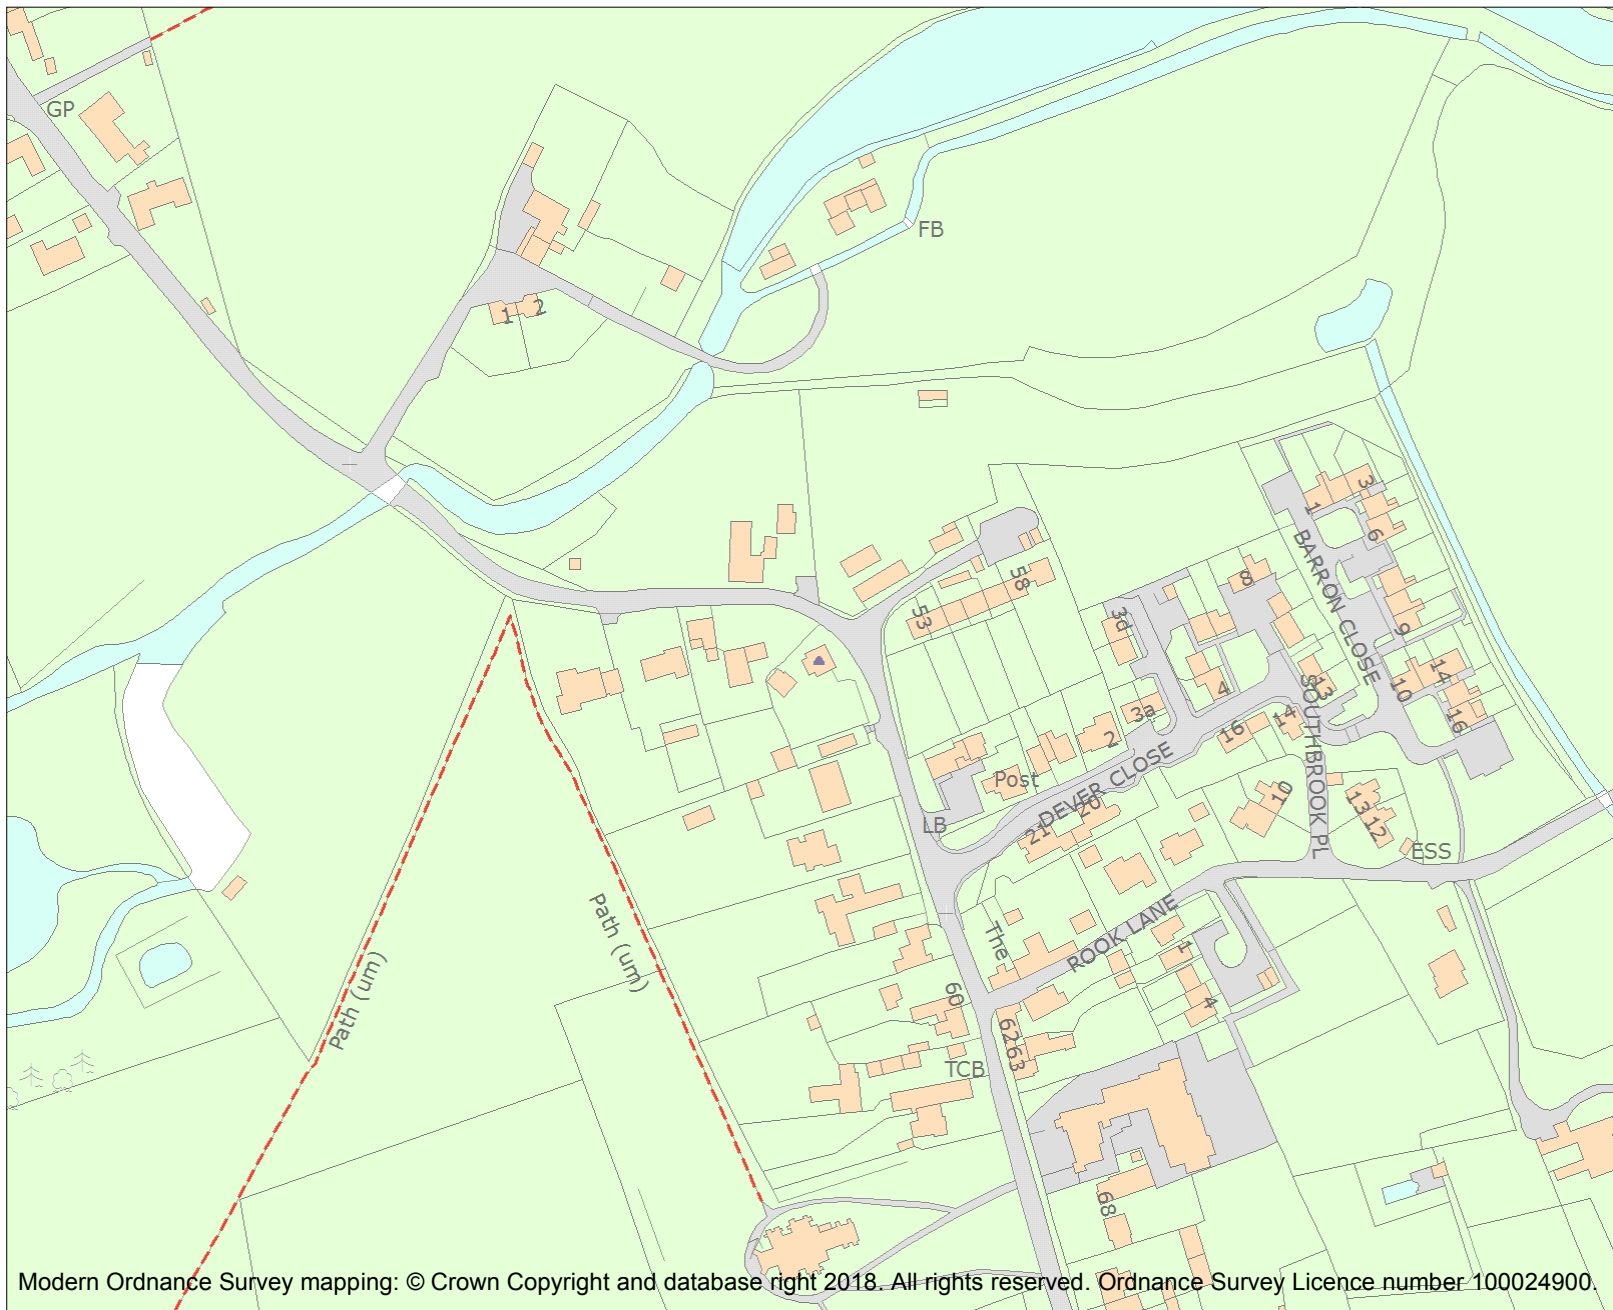 GP
FB
1
2
3
1
6
BARRON CLOSE
8
58
53
3d
9
14
10
13
4
SOUTHBROOK PL
16
3a
14
16
2
Post
DEVER CLOSE
10
20
13
12
LB
21
ESS
Path (um)
The
ROOK LANE
1
Path (um)
60
4
62
63
TCB
68
Modern Ordnance Survey mapping: © Crown Copyright and database right 2018. All rights reserved. Ordnance Survey Licence number 100024900.